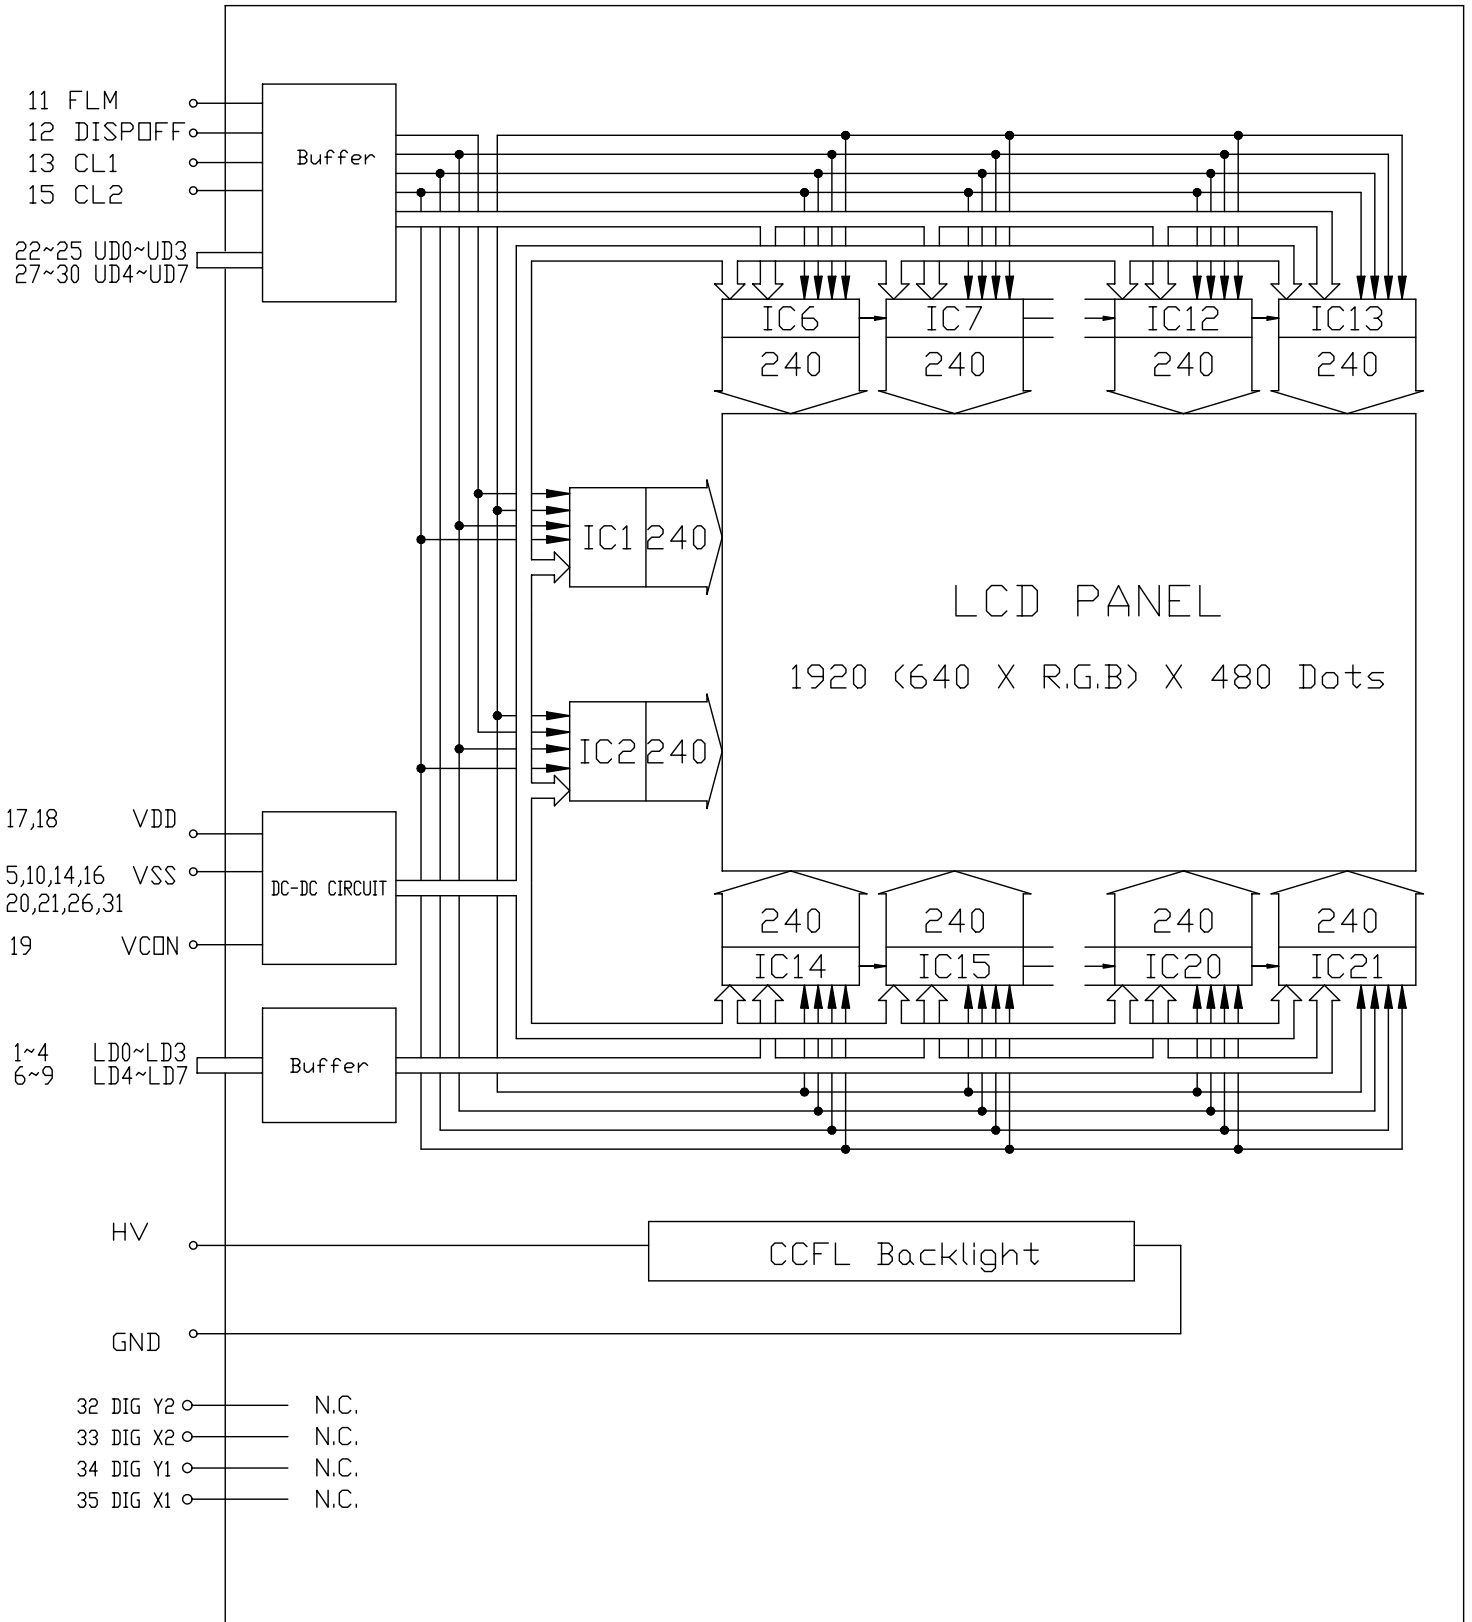 11 FLM
12 DISPOFF
13 CL1
15 CL2
22~25 UD0~UD3
27~30 UD4~UD7
Buffer
IC6 IC7 IC12 IC13
240 240 240 240
IC1 240
LCD PANEL
1920 (640 X R.G.B) X 480 Dots
IC2 240
17,18 VDD
5,10,14,16 VSS
20,21,26,31
19 VCON
DC-DC CIRCUIT
240 240 240 240
IC14 IC15 IC20 IC21
1~4 LD0~LD3
6~9 LD4~LD7
Buffer
HV
CCFL Backlight
GND
32 DIG Y2 N.C.
33 DIG X2 N.C.
34 DIG Y1 N.C.
35 DIG X1 N.C.